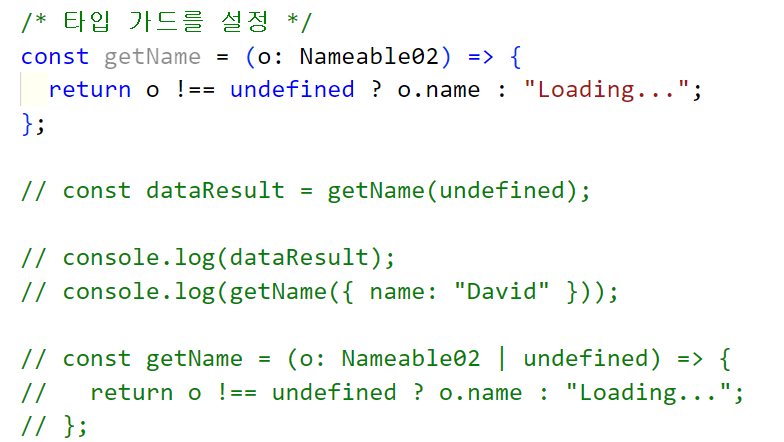 /* 타입 가드를 설정 */
const getName = (o: Nameable02) => {
  return o !== undefined ? o.name : "Loading...";
};
// const dataResult = getName(undefined);
// console.log(dataResult);
// console.log(getName({ name: "David" }));
// const getName = (o: Nameable02 | undefined) => {
//   return o !== undefined ? o.name : "Loading...";
// };